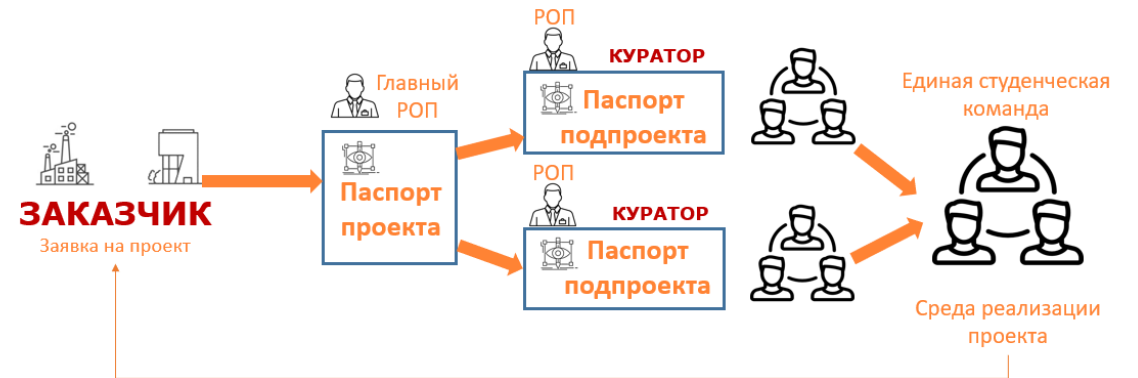 ЗАКАЗЧИК
Заявка на проект
Главный
РОП
Паспорт
проекта
РОП
КУРАТОР
Паспорт
подпроекта
РОП
КУРАТОР
Паспорт
подпроекта
Единая студенческая
команда
Среда реализации
проекта